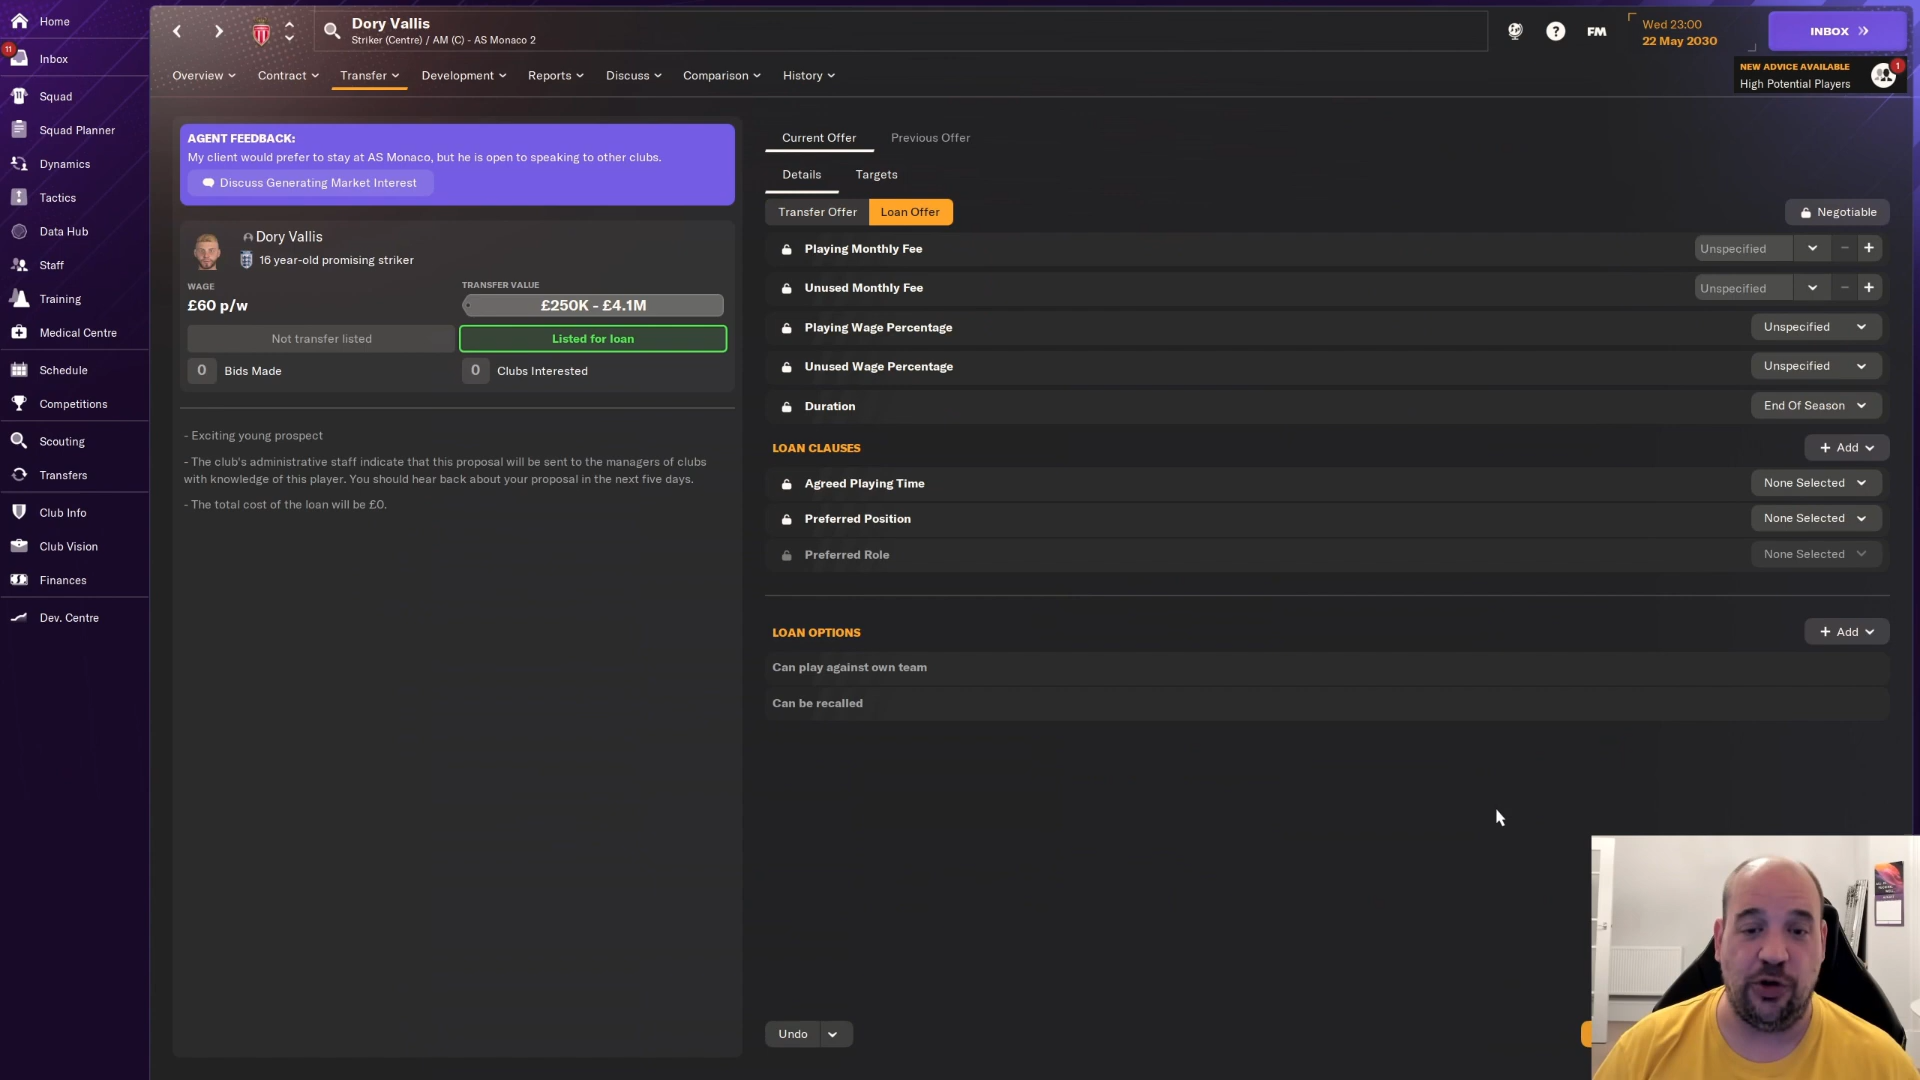 Home
11
Inbox
Squad
Squad Planner
Dynamics
Tactics
Data Hub
Staff
Training
Medical Centre
Schedule
Competitions
Scouting
Transfers
Club Info
Club Vision
Finances
Dev. Centre
Dory Vallis
Striker (Centre) / AM (C) - AS Monaco 2
?
FM
Wed 23:00
22 May 2030
INBOX
Overview
Contract
Transfer
Development
Reports
Discuss
Comparison
History
NEW ADVICE AVAILABLE
High Potential Players
1
AGENT FEEDBACK:
My client would prefer to stay at AS Monaco, but he is open to speaking to other clubs.
Discuss Generating Market Interest
Dory Vallis
16 year-old promising striker
WAGE
£60 p/w
TRANSFER VALUE
£250K - £4.1M
Not transfer listed
Listed for loan
0 Bids Made
0 Clubs Interested
- Exciting young prospect
- The club's administrative staff indicate that this proposal will be sent to the managers of clubs
with knowledge of this player. You should hear back about your proposal in the next five days.
- The total cost of the loan will be £0.
Current Offer
Previous Offer
Details
Targets
Transfer Offer
Loan Offer
Negotiable
Playing Monthly Fee
Unspecified
Unused Monthly Fee
Unspecified
Playing Wage Percentage
Unspecified
Unused Wage Percentage
Unspecified
Duration
End Of Season
LOAN CLAUSES
+ Add
Agreed Playing Time
None Selected
Preferred Position
None Selected
Preferred Role
None Selected
LOAN OPTIONS
+ Add
Can play against own team
Can be recalled
Undo